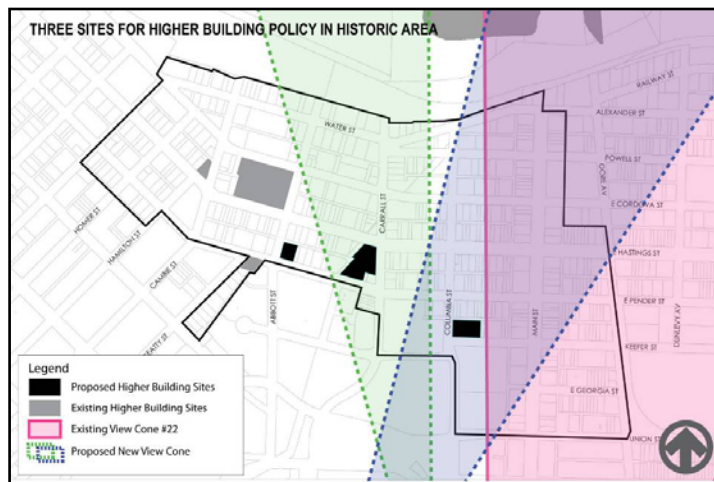 THREE SITES FOR HIGHER BUILDING POLICY IN HISTORIC AREA
RAILWAY ST
ALEXANDER ST
WATER ST
POWELL ST
GORE AV
E CORDOVA ST
CARRALL ST
HOMER ST
HAMILTON ST
E HASTINGS ST
CAMBIE ST
E PENDER ST
ABBOTT ST
COLUMBIA ST
MAIN ST
DUNLEVY AV
BEATTY ST
KEEFER ST
E GEORGIA ST
UNION ST
Legend
Proposed Higher Building Sites
Existing Higher Building Sites
Existing View Cone #22
Proposed New View Cone